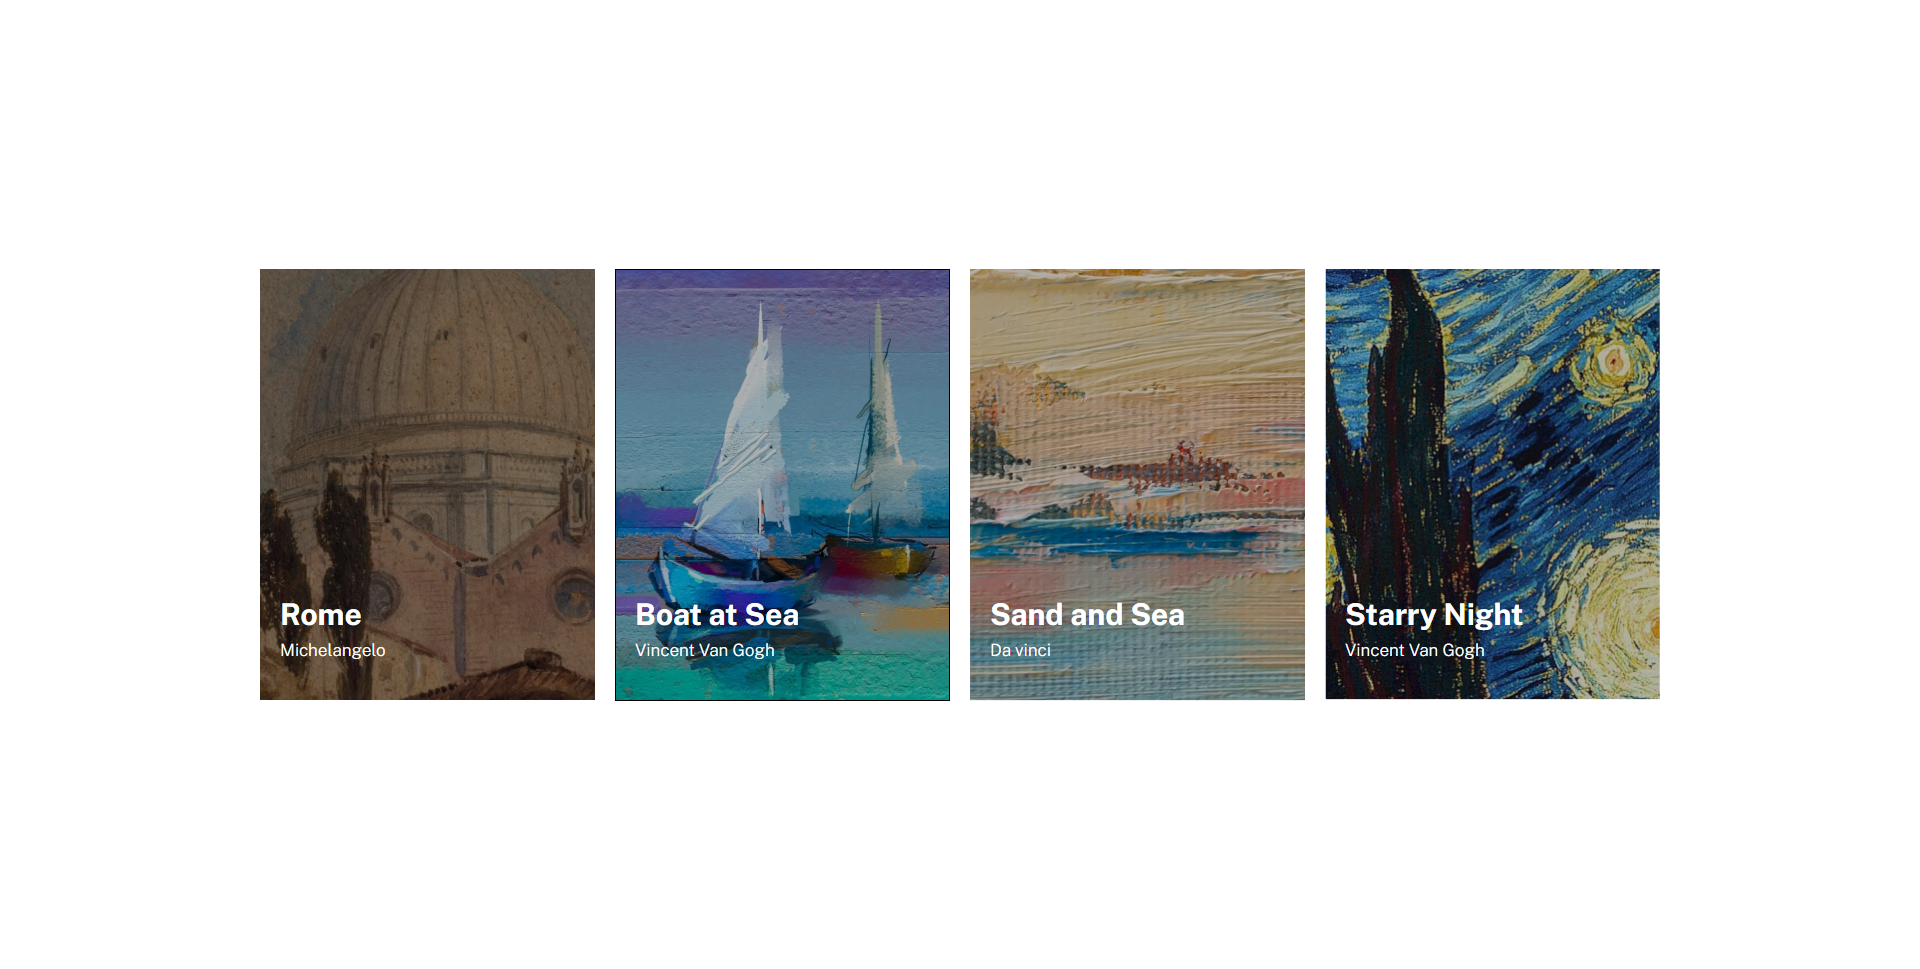 Rome
Michelangelo
Boat at Sea
Vincent Van Gogh
Sand and Sea
Da vinci
Starry Night
Vincent Van Gogh